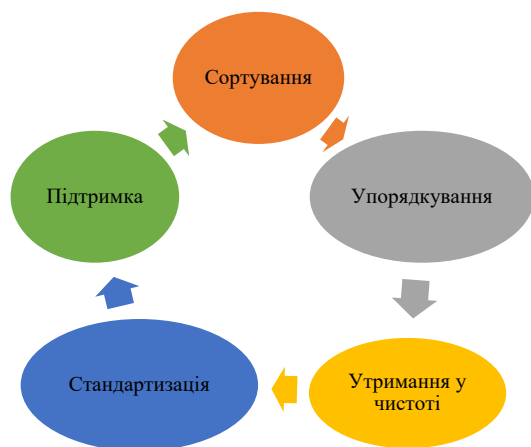 Сортування
Упорядкування
Утримання у
чистоті
Стандартизація
Підтримка